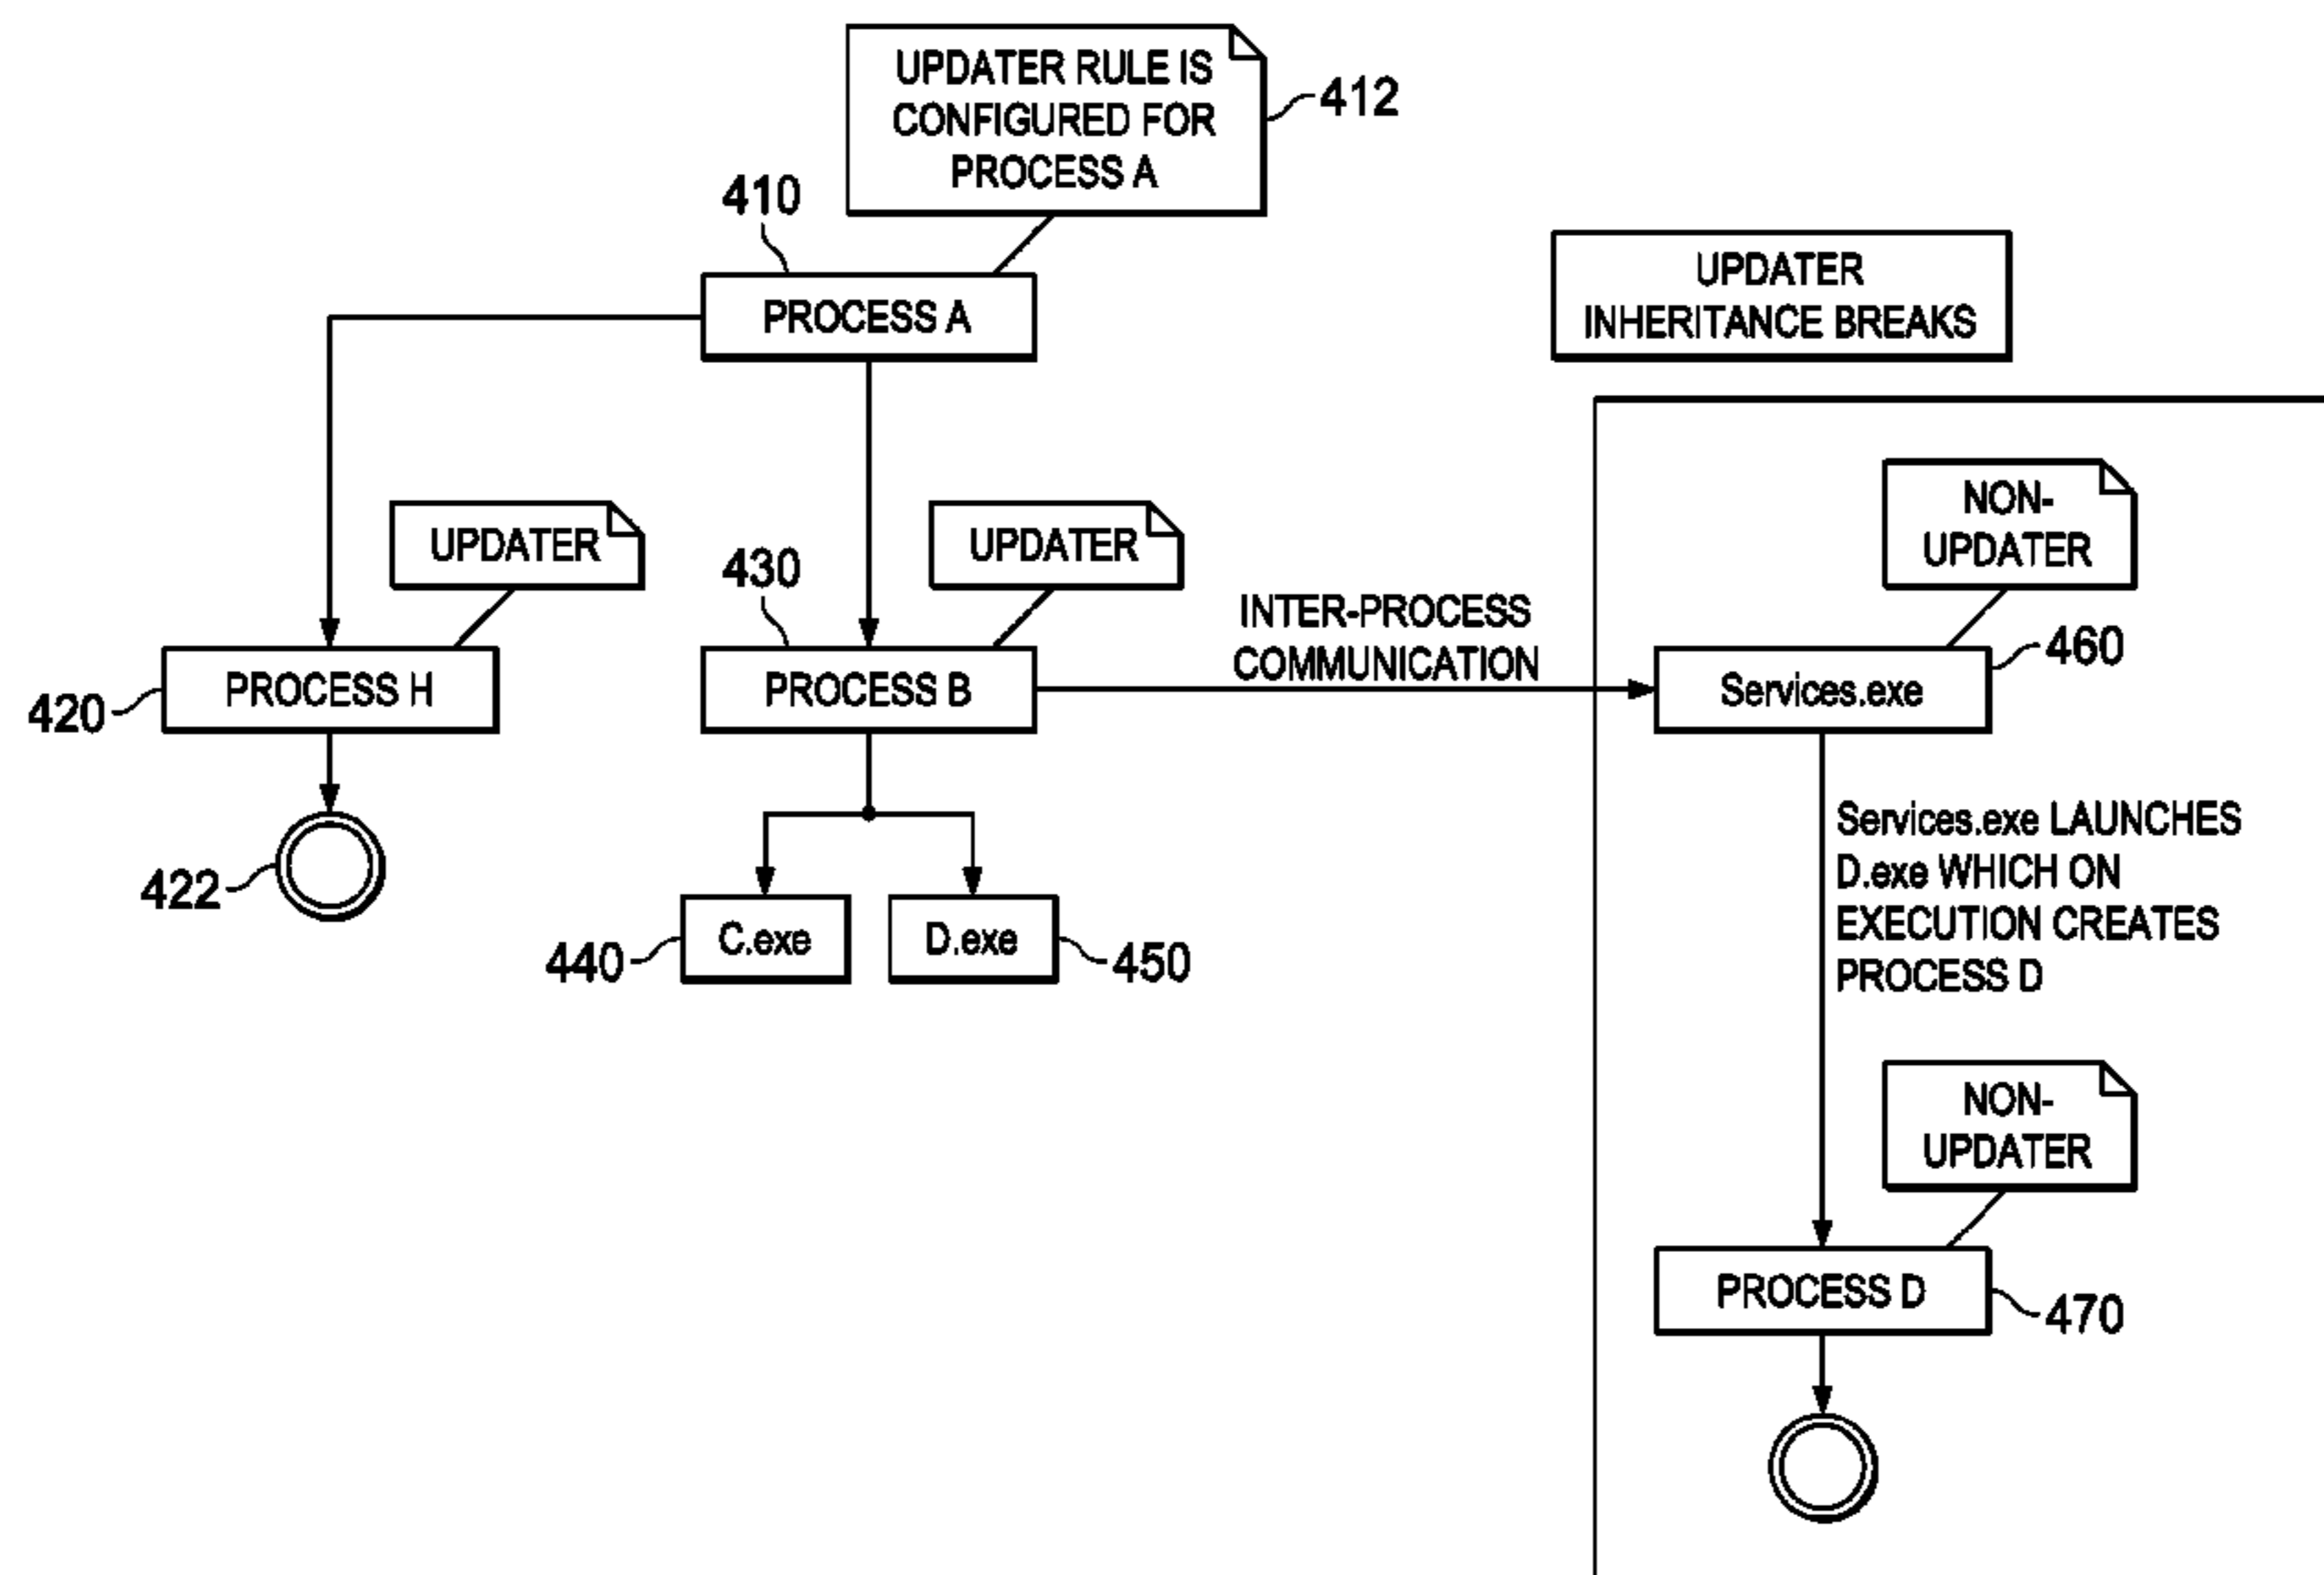 UPDATER RULE IS
CONFIGURED FOR
PROCESS A
412
410
PROCESS A
UPDATER
INHERITANCE BREAKS
UPDATER
UPDATER
430
NON-
UPDATER
INTER-PROCESS
COMMUNICATION
460
420
PROCESS H
PROCESS B
Services.exe
422
Services.exe LAUNCHES
D.exe WHICH ON
EXECUTION CREATES
PROCESS D
440
C.exe
D.exe
450
NON-
UPDATER
PROCESS D
470